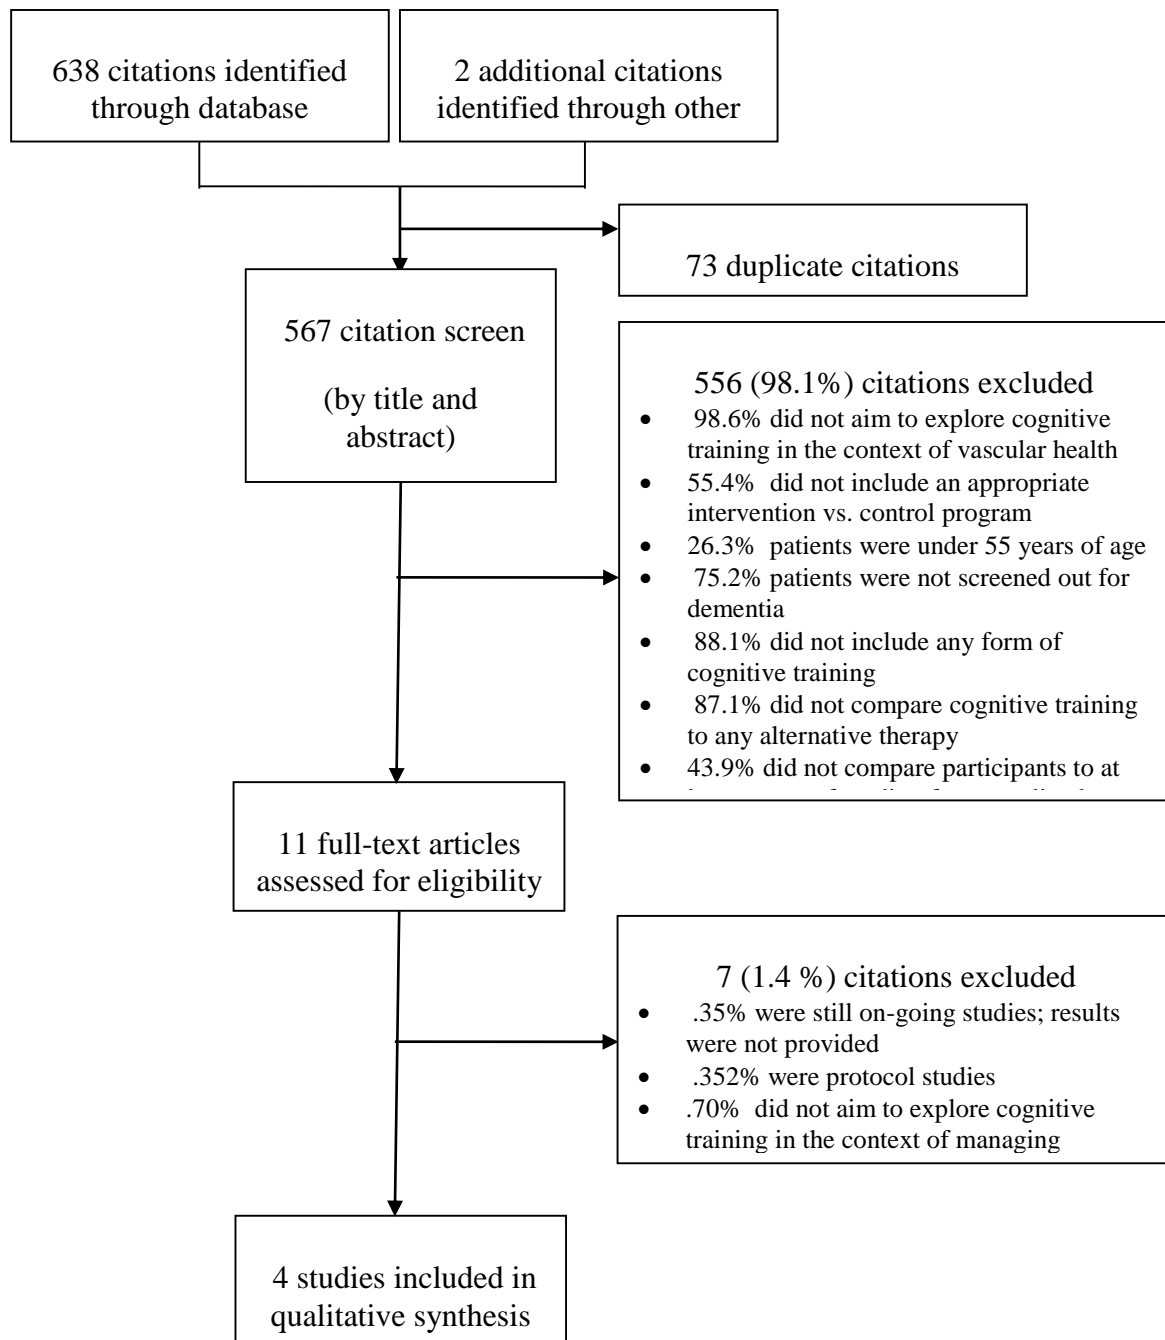 638 citations identified
through database
2 additional citations
identified through other
73 duplicate citations
567 citation screen
(by title and
abstract)
556 (98.1%) citations excluded
• 98.6% did not aim to explore cognitive
training in the context of vascular health
• 55.4% did not include an appropriate
intervention vs. control program
• 26.3% patients were under 55 years of age
• 75.2% patients were not screened out for
dementia
• 88.1% did not include any form of
cognitive training
• 87.1% did not compare cognitive training
to any alternative therapy
• 43.9% did not compare participants to at
11 full-text articles
assessed for eligibility
7 (1.4 %) citations excluded
• .35% were still on-going studies; results
were not provided
• .352% were protocol studies
• .70% did not aim to explore cognitive
training in the context of managing
4 studies included in
qualitative synthesis